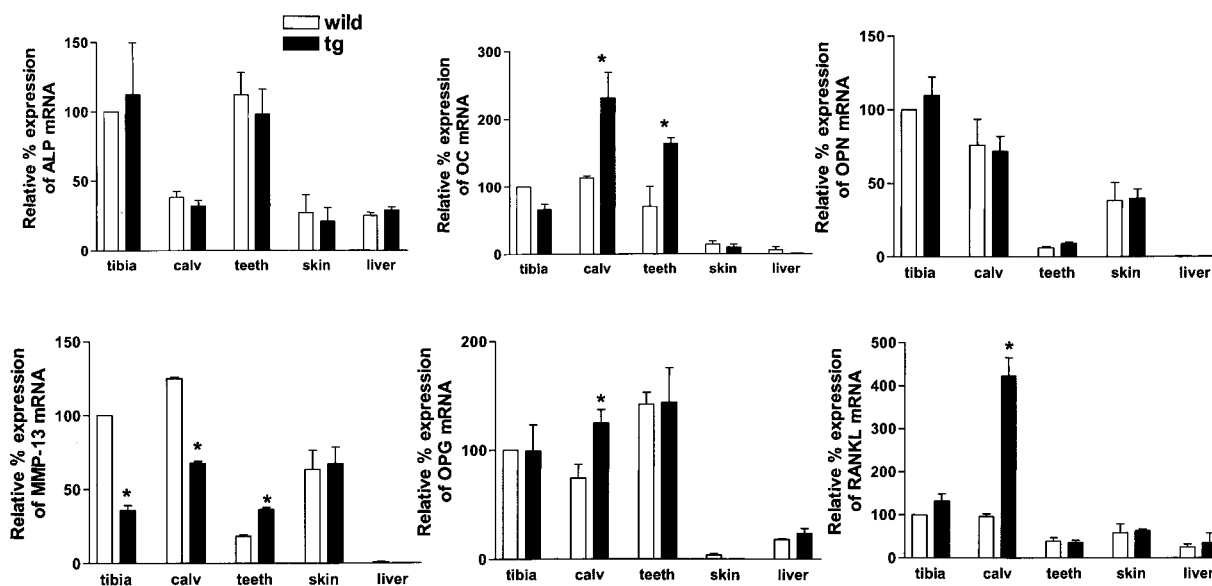 wild
tg
Relative % expression
of ALP mRNA
150
100
50
0
tibia calv teeth skin liver
Relative % expression
of OC mRNA
300
200
100
0
* *
tibia calv teeth skin liver
Relative % expression
of OPN mRNA
150
100
50
0
tibia calv teeth skin liver
Relative % expression
of MMP-13 mRNA
150
100
50
0
* * *
tibia calv teeth skin liver
Relative % expression
of OPG mRNA
200
100
0
*
tibia calv teeth skin liver
Relative % expression
of RANKL mRNA
500
400
300
200
100
0
*
tibia calv teeth skin liver